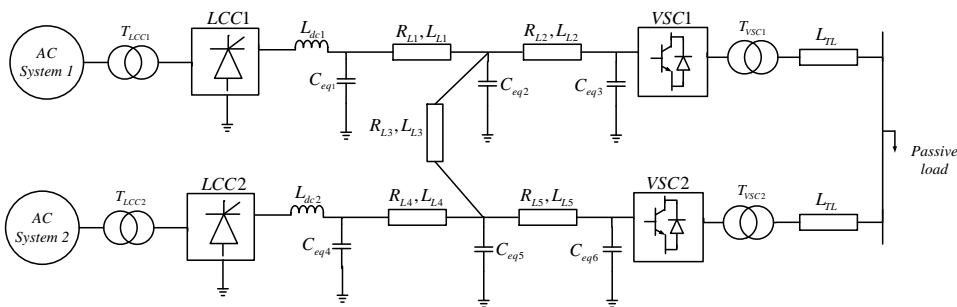 LCC1
VSC1
T_LCC1
L_dc1
R_L1, L_L1
R_L2, L_L2
T_VSC1
L_TL
AC
System 1
C_eq1
C_eq2
C_eq3
R_L3, L_L3
Passive
load
LCC2
VSC2
T_LCC2
L_dc2
R_L4, L_L4
R_L5, L_L5
T_VSC2
L_TL
AC
System 2
C_eq4
C_eq5
C_eq6